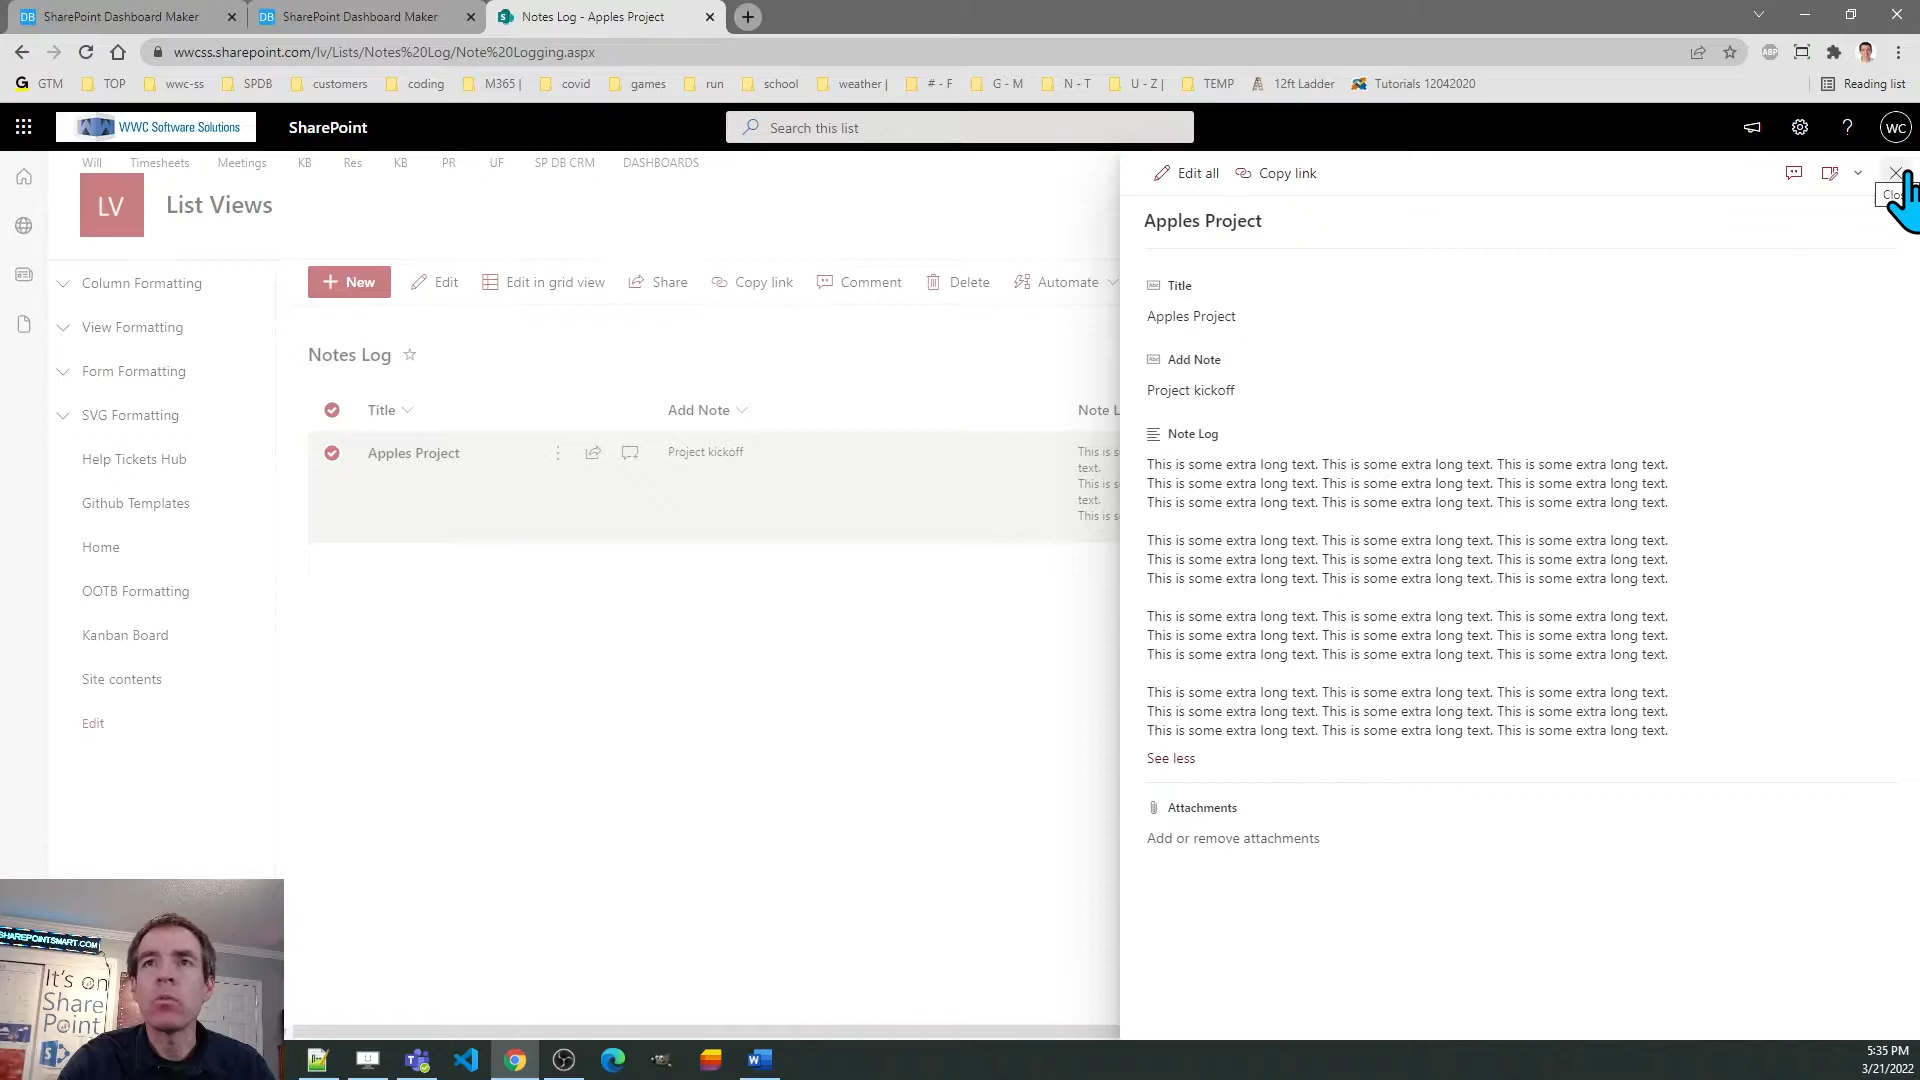 SharePoint Dashboard Maker
SharePoint Dashboard Maker
Notes Log - Apples Project
wwcss.sharepoint.com/lv/Lists/Notes%20Log/Note%20Logging.aspx
GTM TOP wwc-ss SPDB customers coding M365 | covid games run school weather | # - F G - M N - T U - Z | TEMP 12ft Ladder Tutorials 12042020 Reading list
WWC Software Solutions SharePoint Search this list WC
Will Timesheets Meetings KB Res KB PR UF SP DB CRM DASHBOARDS
LV List Views
Column Formatting
View Formatting
Form Formatting
SVG Formatting
Help Tickets Hub
Github Templates
Home
OOTB Formatting
Kanban Board
Site contents
Edit
New Edit Edit in grid view Share Copy link Comment Delete Automate
Notes Log
Title Add Note Note L
Apples Project Project kickoff
This is s
text.
This is s
text.
This is s
Edit all Copy link
Clos
Apples Project
Title
Apples Project
Add Note
Project kickoff
Note Log
This is some extra long text. This is some extra long text. This is some extra long text.
This is some extra long text. This is some extra long text. This is some extra long text.
This is some extra long text. This is some extra long text. This is some extra long text.
This is some extra long text. This is some extra long text. This is some extra long text.
This is some extra long text. This is some extra long text. This is some extra long text.
This is some extra long text. This is some extra long text. This is some extra long text.
This is some extra long text. This is some extra long text. This is some extra long text.
This is some extra long text. This is some extra long text. This is some extra long text.
This is some extra long text. This is some extra long text. This is some extra long text.
This is some extra long text. This is some extra long text. This is some extra long text.
This is some extra long text. This is some extra long text. This is some extra long text.
This is some extra long text. This is some extra long text. This is some extra long text.
See less
Attachments
Add or remove attachments
SHAREPOINTSMART.COM
It's on
Share
Point
5:35 PM
3/21/2022